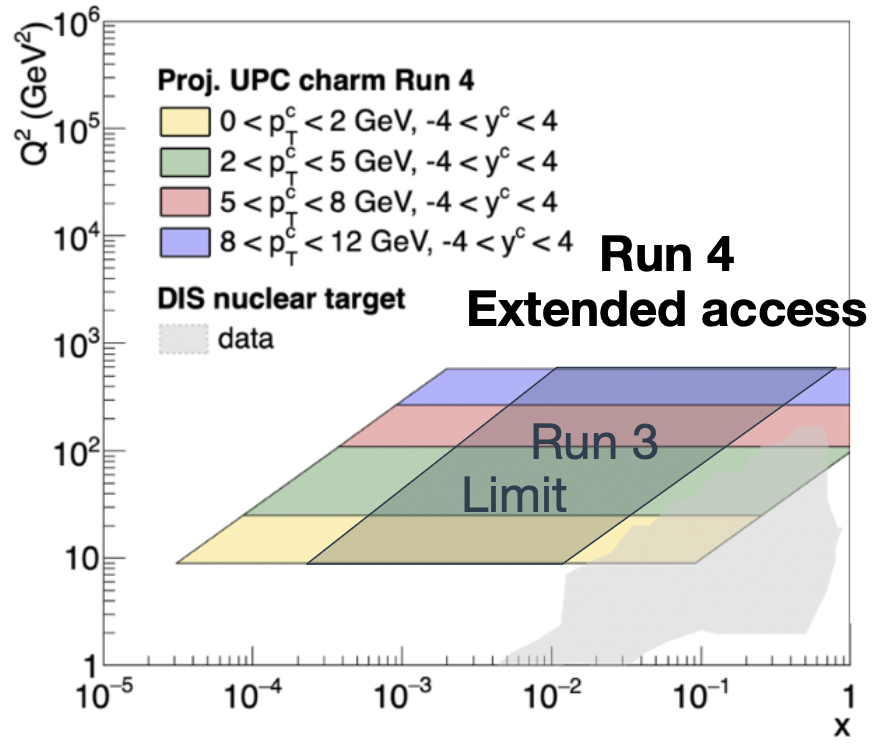 Q² (GeV²)
10⁶
10⁵
10⁴
10³
10²
10
1
Proj. UPC charm Run 4
0 < p_T^c < 2 GeV, -4 < y^c < 4
2 < p_T^c < 5 GeV, -4 < y^c < 4
5 < p_T^c < 8 GeV, -4 < y^c < 4
8 < p_T^c < 12 GeV, -4 < y^c < 4
DIS nuclear target
data
Run 4
Extended access
Run 3
Limit
10⁻⁵ 10⁻⁴ 10⁻³ 10⁻² 10⁻¹ 1
x